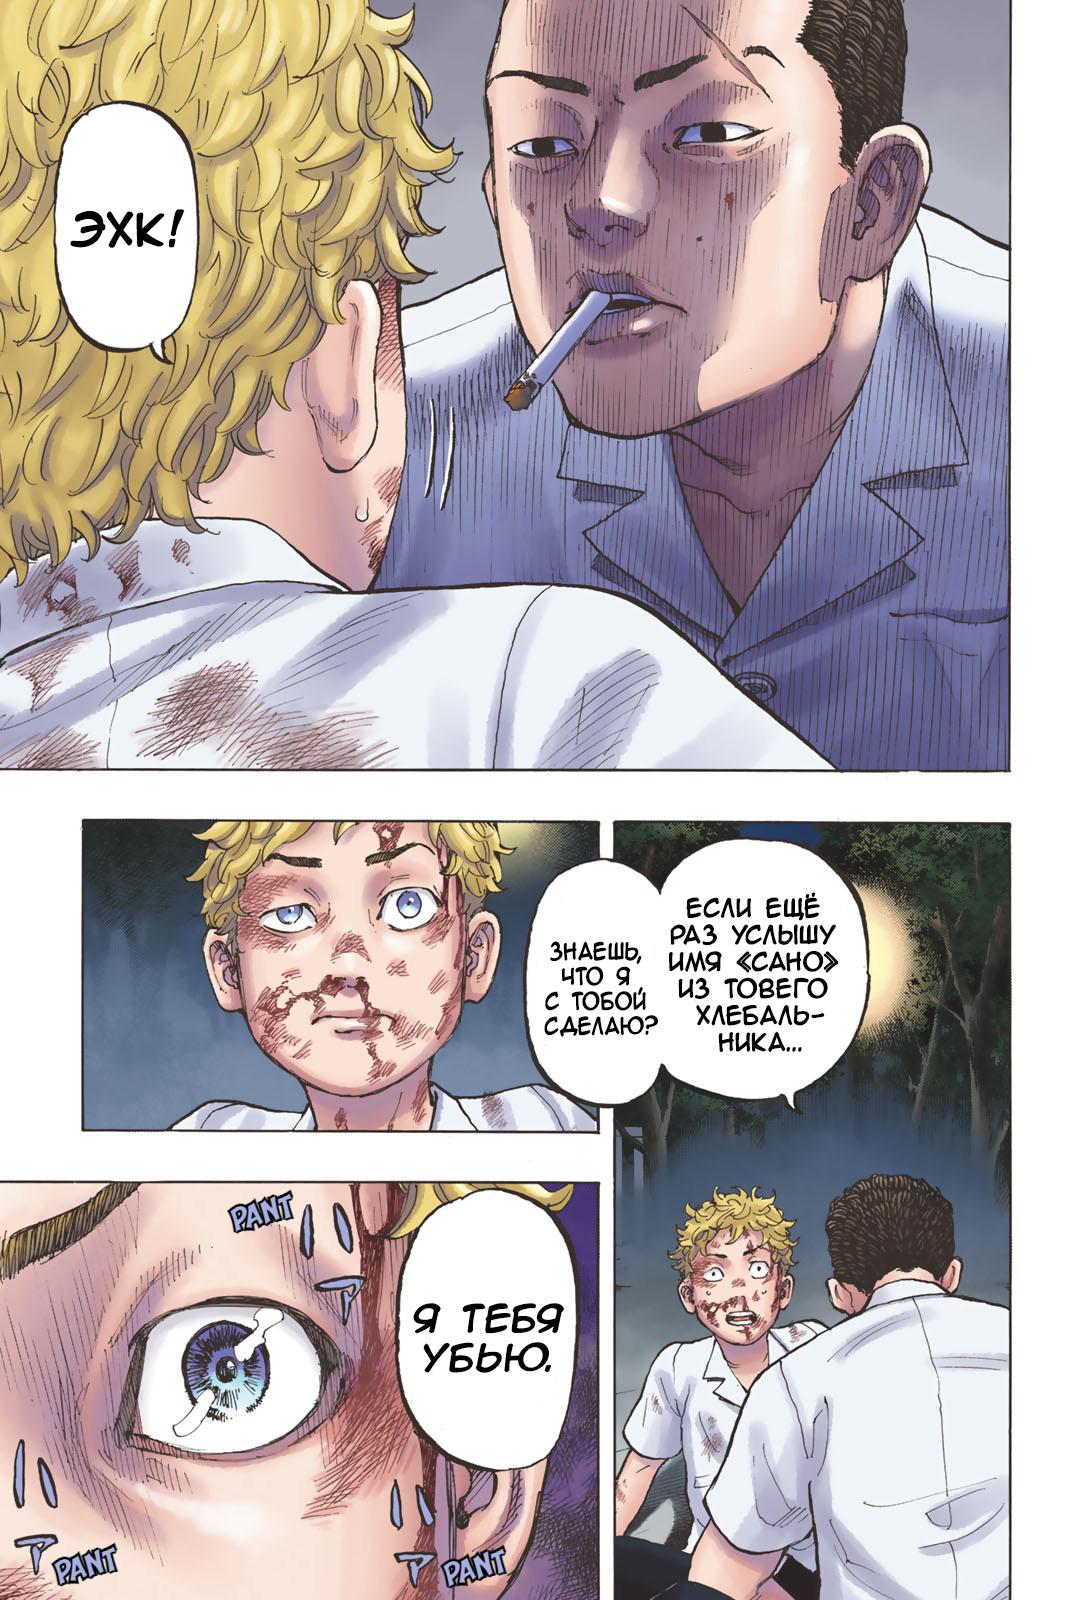 ЭХК!
ЕСЛИ ЕЩЁ
РАЗ УСЛЫШУ
ИМЯ «САНО»
ИЗ ТОВЕГО
ХЛЕБАЛЬ-
НИКА...
ЗНАЕШЬ,
ЧТО Я
С ТОБОЙ
СДЕЛАЮ?
PANT
Я ТЕБЯ
УБЬЮ.
PANT
PANT